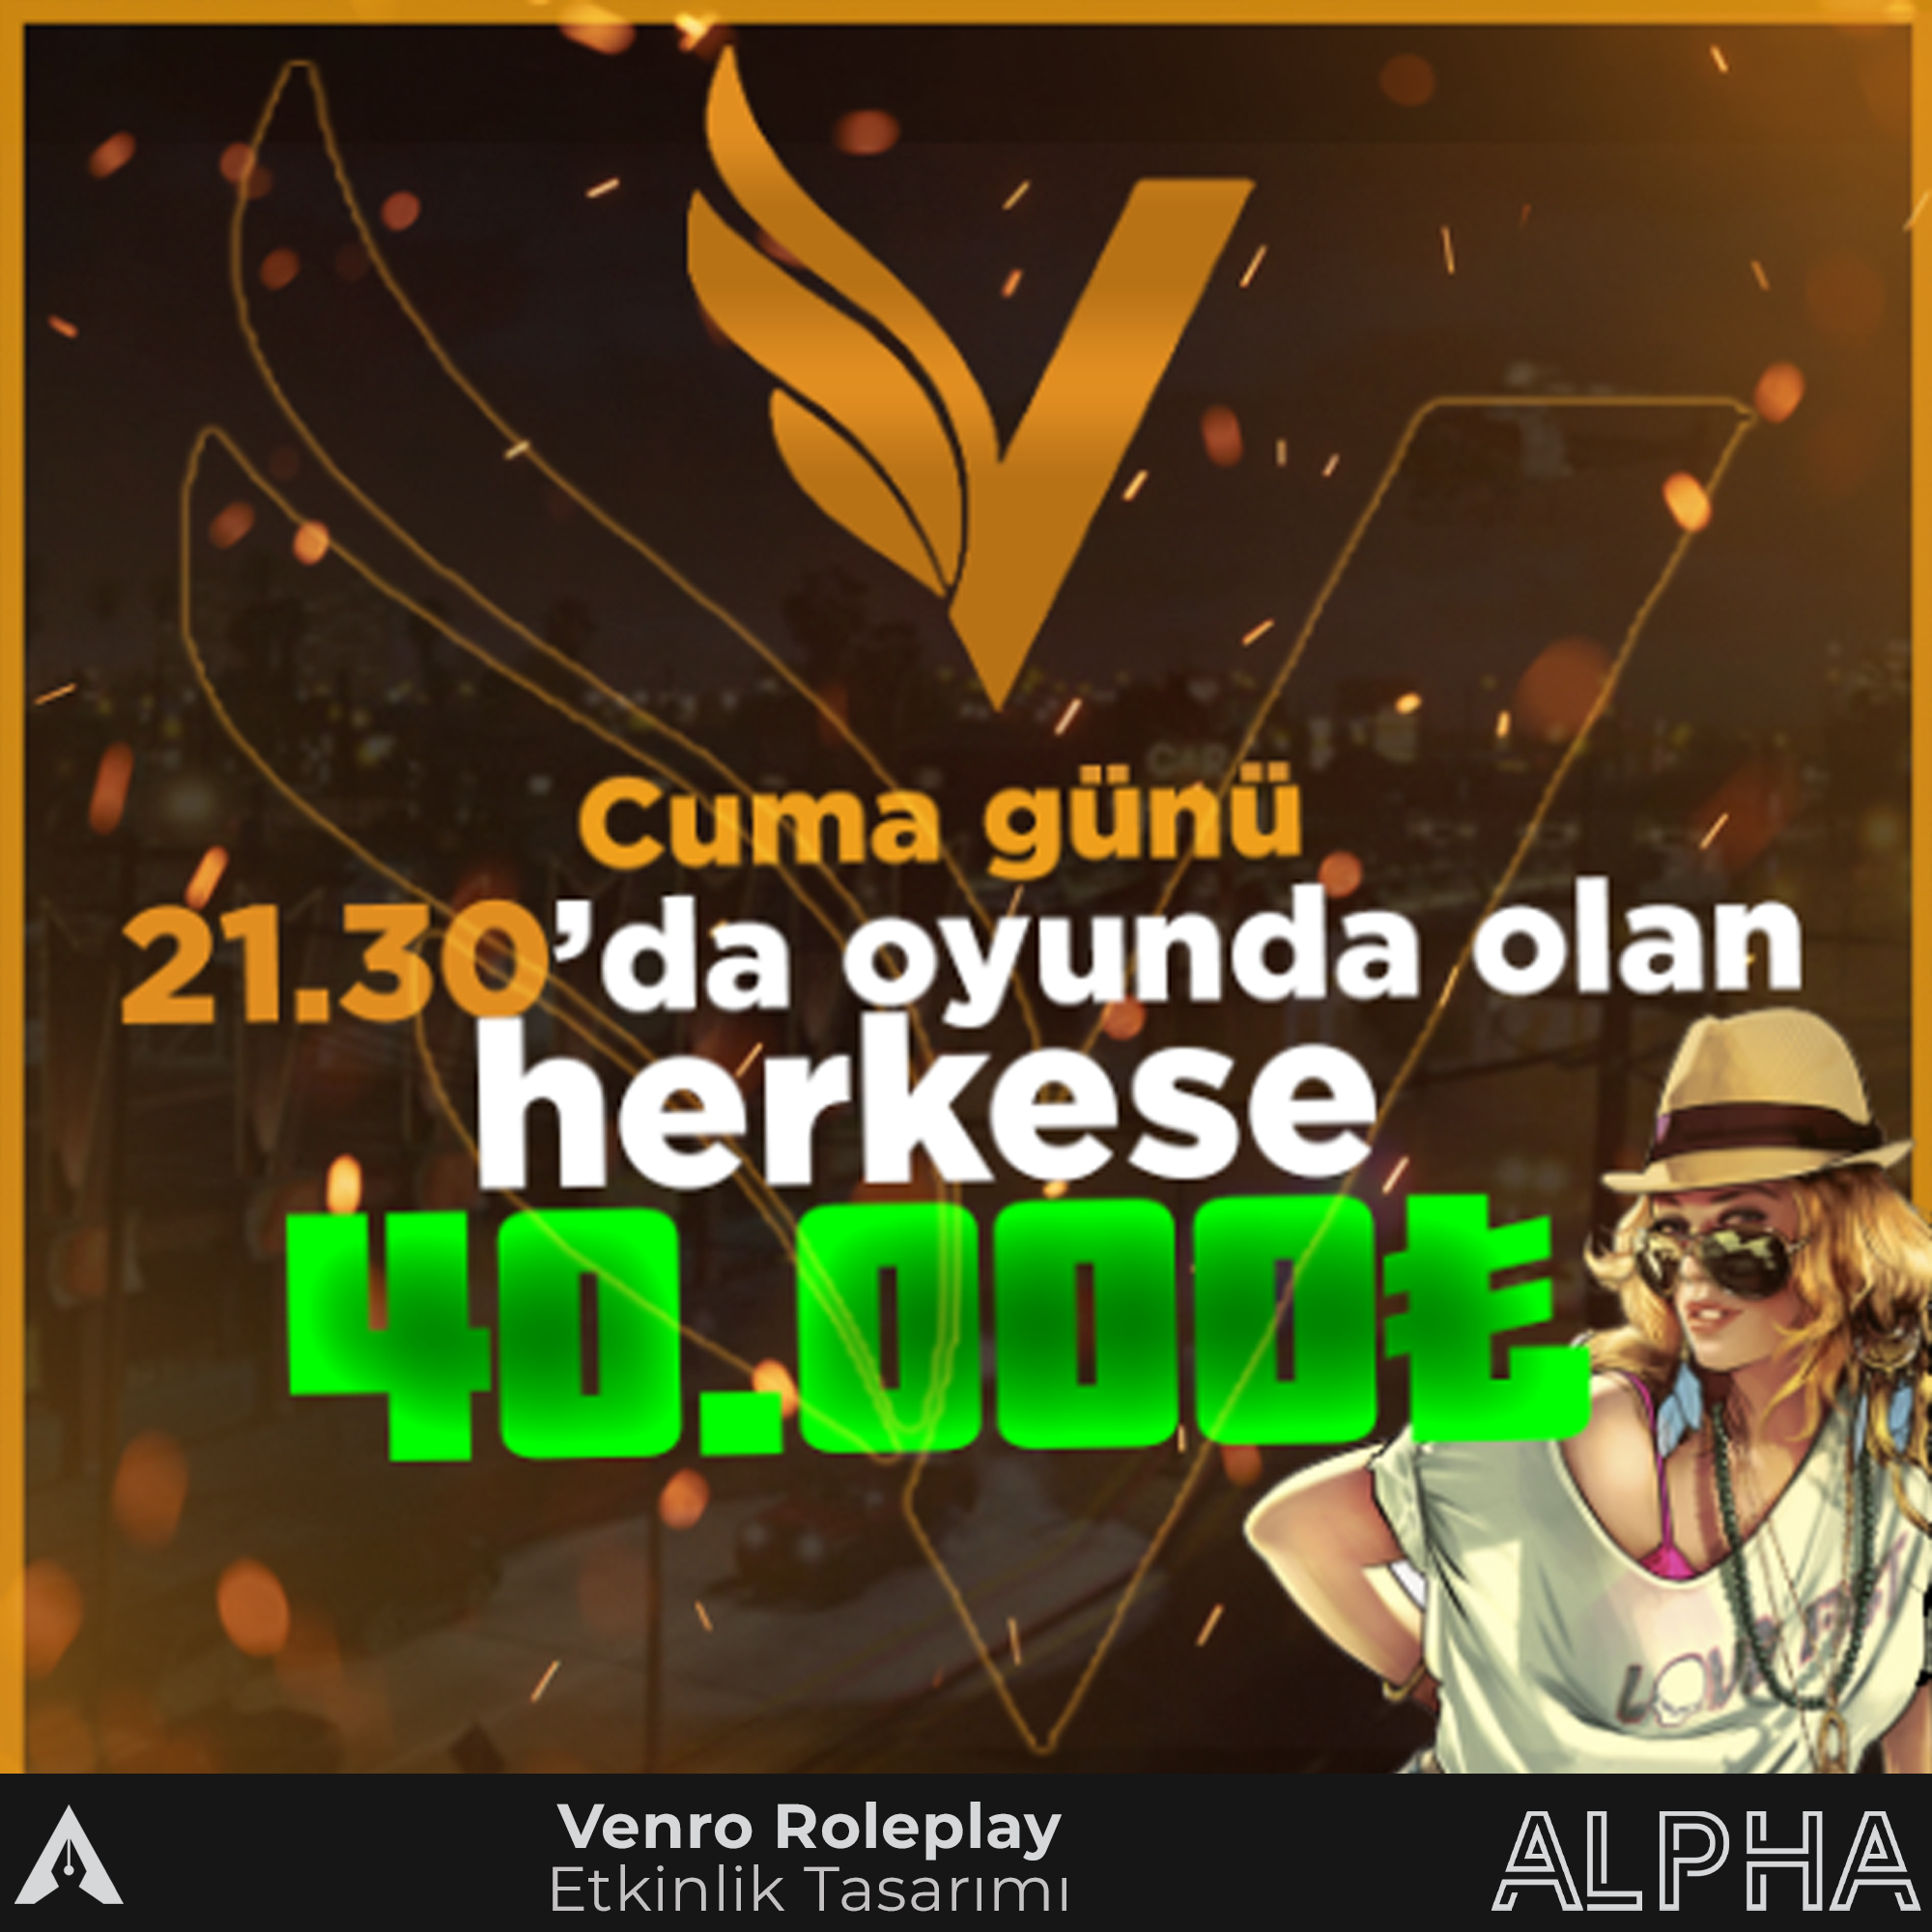 Cuma günü
21.30’da oyunda olan
herkese
40.000₺
Venro Roleplay
Etkinlik Tasarımı
ALPHA